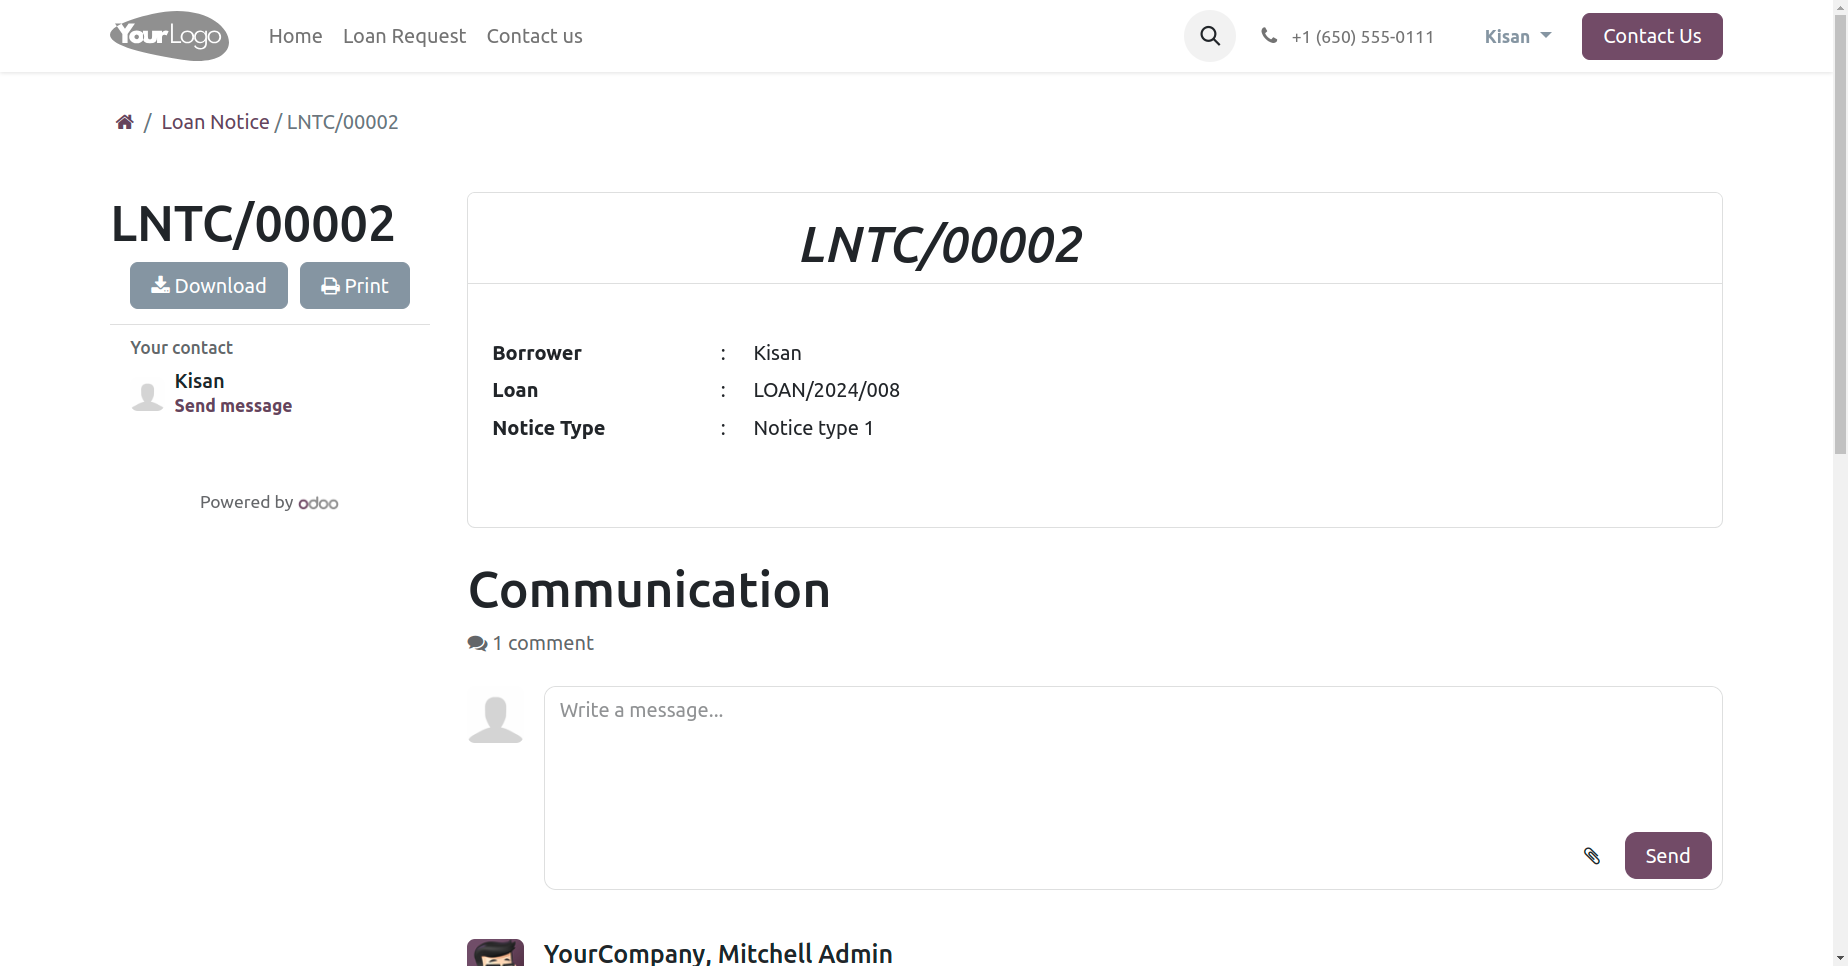 YourLogo
Home Loan Request Contact us
+1 (650) 555-0111
Kisan
Contact Us
/ Loan Notice / LNTC/00002
LNTC/00002
Download
Print
Your contact
Kisan
Send message
Powered by odoo
LNTC/00002
Borrower : Kisan
Loan : LOAN/2024/008
Notice Type : Notice type 1
Communication
1 comment
Write a message...
Send
YourCompany, Mitchell Admin